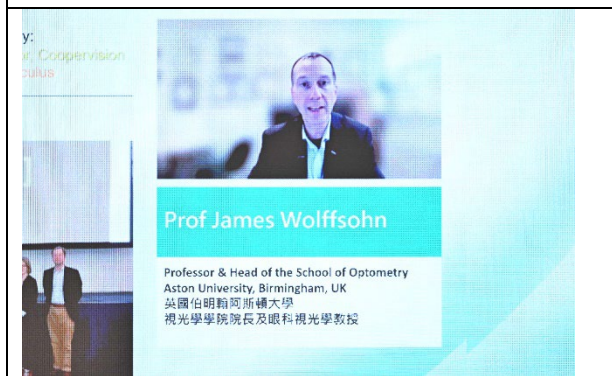 y:
ar, Coopervision
culus
Prof James Wolffsohn
Professor & Head of the School of Optometry
Aston University, Birmingham, UK
英國伯明翰阿斯頓大學
視光學學院院長及眼科視光學教授